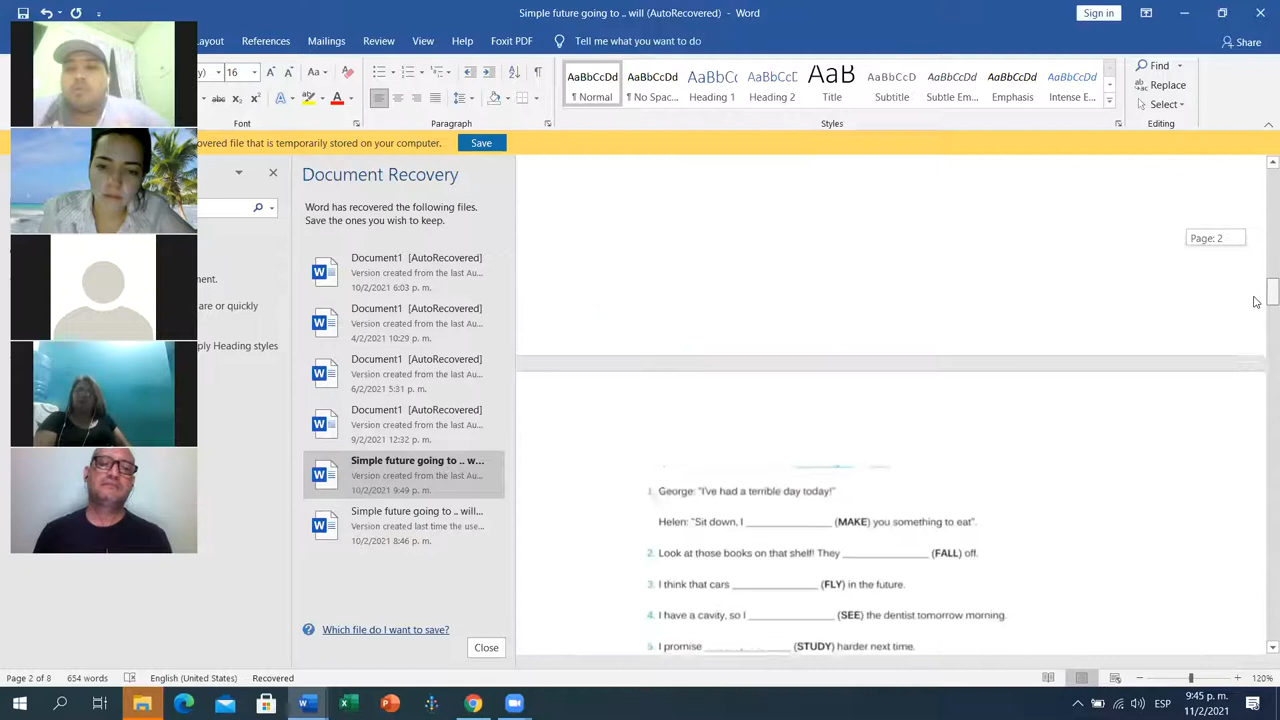 Simple future going to .. will (AutoRecovered) - Word
Sign in
References Mailings Review View Help Foxit PDF Tell me what you want to do Share
16
Aa
AaBbCcDd AaBbCcDd AaBbCc AaBbCcD AaB AaBbCcDd AaBbCcDd AaBbCcDd AaBbCcDd
¶ Normal ¶ No Spac... Heading 1 Heading 2 Title Subtitle Subtle Em... Emphasis Intense E...
Find
Replace
Select
Font Paragraph Styles Editing
overed file that is temporarily stored on your computer. Save
Document Recovery
Word has recovered the following files.
Save the ones you wish to keep.
Document1 [AutoRecovered]
Version created from the last Au...
10/2/2021 6:03 p. m.
Document1 [AutoRecovered]
Version created from the last Au...
4/2/2021 10:29 p. m.
Document1 [AutoRecovered]
Version created from the last Au...
6/2/2021 5:31 p. m.
Document1 [AutoRecovered]
Version created from the last Au...
9/2/2021 12:32 p. m.
Simple future going to .. w...
Version created from the last Au...
10/2/2021 9:49 p. m.
Simple future going to .. will...
Version created last time the use...
10/2/2021 8:46 p. m.
Which file do I want to save?
Close
ment.
are or quickly
ply Heading styles
Page: 2
1. George: "I've had a terrible day today!"
Helen: "Sit down, I ______________ (MAKE) you something to eat".
2. Look at those books on that shelf! They ______________ (FALL) off.
3. I think that cars ______________ (FLY) in the future.
4. I have a cavity, so I ______________ (SEE) the dentist tomorrow morning.
5. I promise ______________ (STUDY) harder next time.
Page 2 of 8 654 words English (United States) Recovered 120%
ESP 9:45 p. m.
11/2/2021